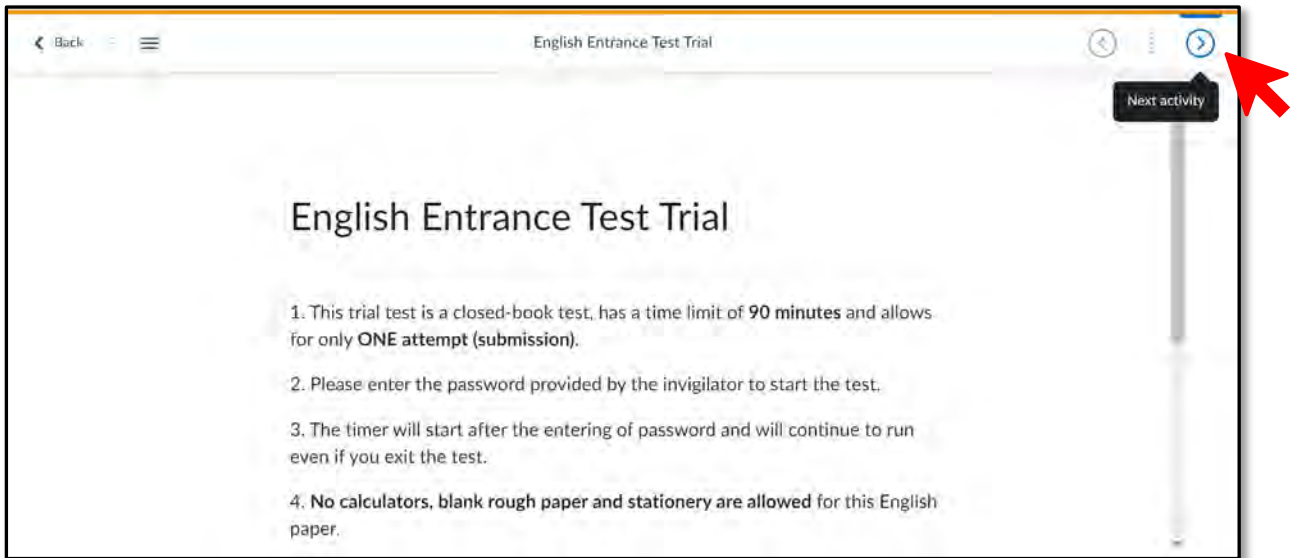 Back
English Entrance Test Trial
Next activity
English Entrance Test Trial
1. This trial test is a closed-book test, has a time limit of 90 minutes and allows
for only ONE attempt (submission).
2. Please enter the password provided by the invigilator to start the test.
3. The timer will start after the entering of password and will continue to run
even if you exit the test.
4. No calculators, blank rough paper and stationery are allowed for this English
paper.